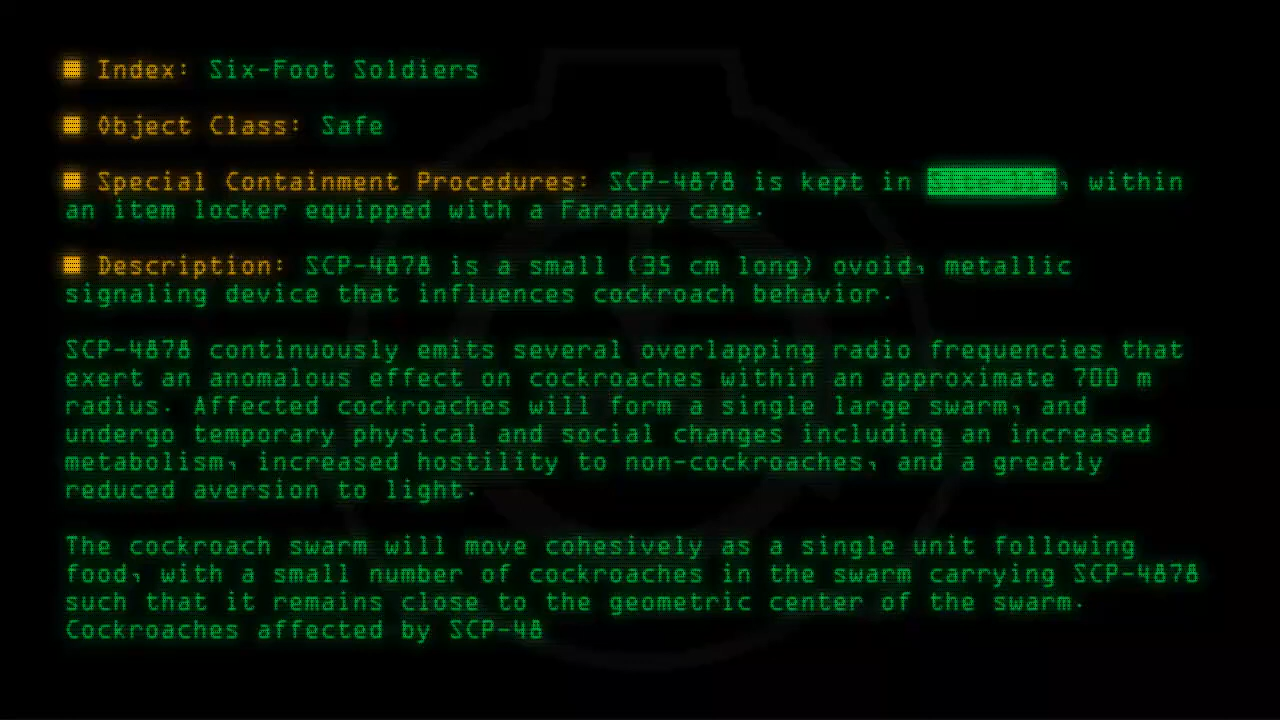 ■ Index: Six-Foot Soldiers
■ Object Class: Safe
■ Special Containment Procedures: SCP-4878 is kept in , within
an item locker equipped with a Faraday cage.
■ Description: SCP-4878 is a small (35 cm long) ovoid, metallic
signaling device that influences cockroach behavior.
SCP-4878 continuously emits several overlapping radio frequencies that
exert an anomalous effect on cockroaches within an approximate 700 m
radius. Affected cockroaches will form a single large swarm, and
undergo temporary physical and social changes including an increased
metabolism, increased hostility to non-cockroaches, and a greatly
reduced aversion to light.
The cockroach swarm will move cohesively as a single unit following
food, with a small number of cockroaches in the swarm carrying SCP-4878
such that it remains close to the geometric center of the swarm.
Cockroaches affected by SCP-48